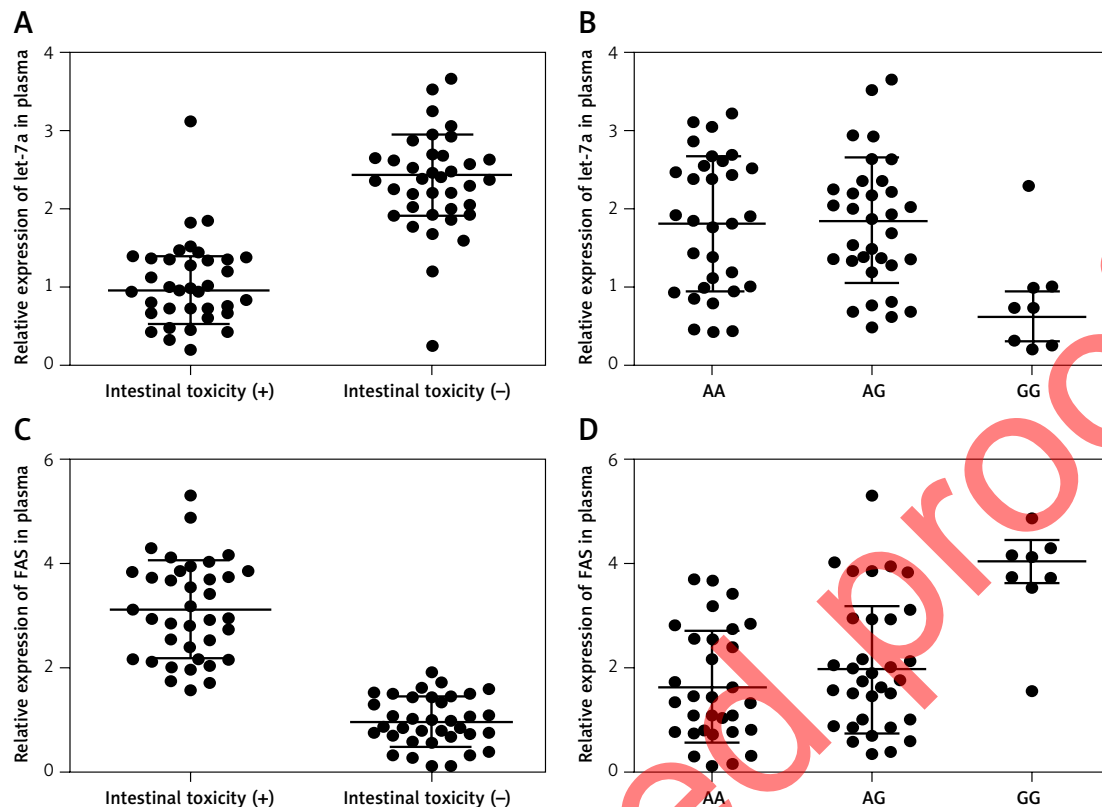 A
Relative expression of let-7a in plasma
4
3
2
1
0
Intestinal toxicity (+)
Intestinal toxicity (–)
B
Relative expression of let-7a in plasma
4
3
2
1
0
AA
AG
GG
C
Relative expression of FAS in plasma
6
4
2
0
Intestinal toxicity (+)
Intestinal toxicity (–)
D
Relative expression of FAS in plasma
6
4
2
0
AA
AG
GG